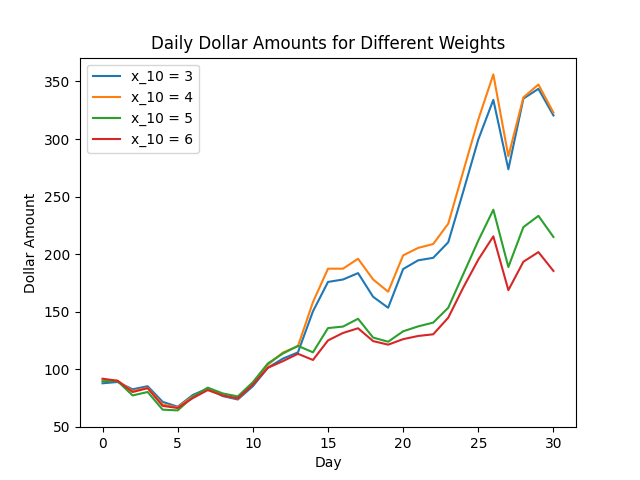 Daily Dollar Amounts for Different Weights
x_10 = 3
x_10 = 4
x_10 = 5
x_10 = 6
Dollar Amount
350
300
250
200
150
100
50
0 5 10 15 20 25 30
Day